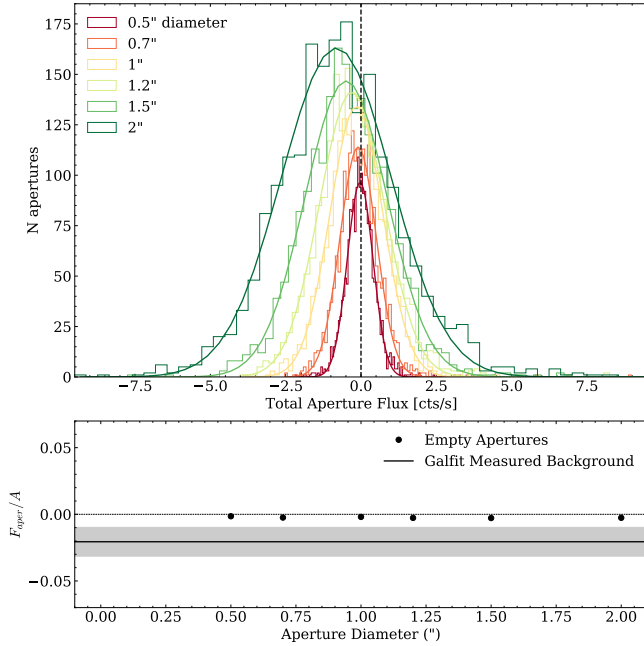 0.5" diameter
0.7"
1"
1.2"
1.5"
2"
N apertures
175
150
125
100
75
50
25
0
−7.5 −5.0 −2.5 0.0 2.5 5.0 7.5
Total Aperture Flux [cts/s]
Empty Apertures
Galfit Measured Background
F_aper/A
0.05
0.00
−0.05
0.00 0.25 0.50 0.75 1.00 1.25 1.50 1.75 2.00
Aperture Diameter (")